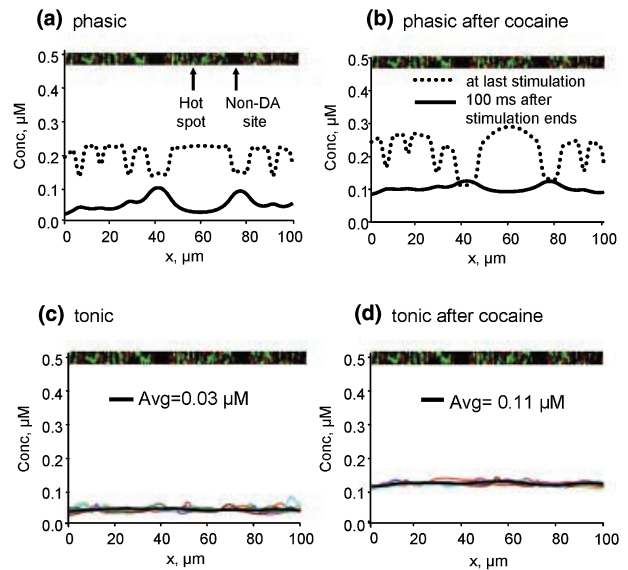 (a) phasic
0.5
0.4
0.3
0.2
0.1
0.0
Conc, µM
Hot
spot
Non-DA
site
0 20 40 60 80 100
x, µm
(b) phasic after cocaine
0.5
0.4
0.3
0.2
0.1
0.0
Conc, µM
at last stimulation
100 ms after
stimulation ends
0 20 40 60 80 100
x, µm
(c) tonic
0.5
0.4
0.3
0.2
0.1
0.0
Conc, µM
Avg=0.03 µM
0 20 40 60 80 100
x, µm
(d) tonic after cocaine
0.5
0.4
0.3
0.2
0.1
0.0
Conc, µM
Avg= 0.11 µM
0 20 40 60 80 100
x, µm